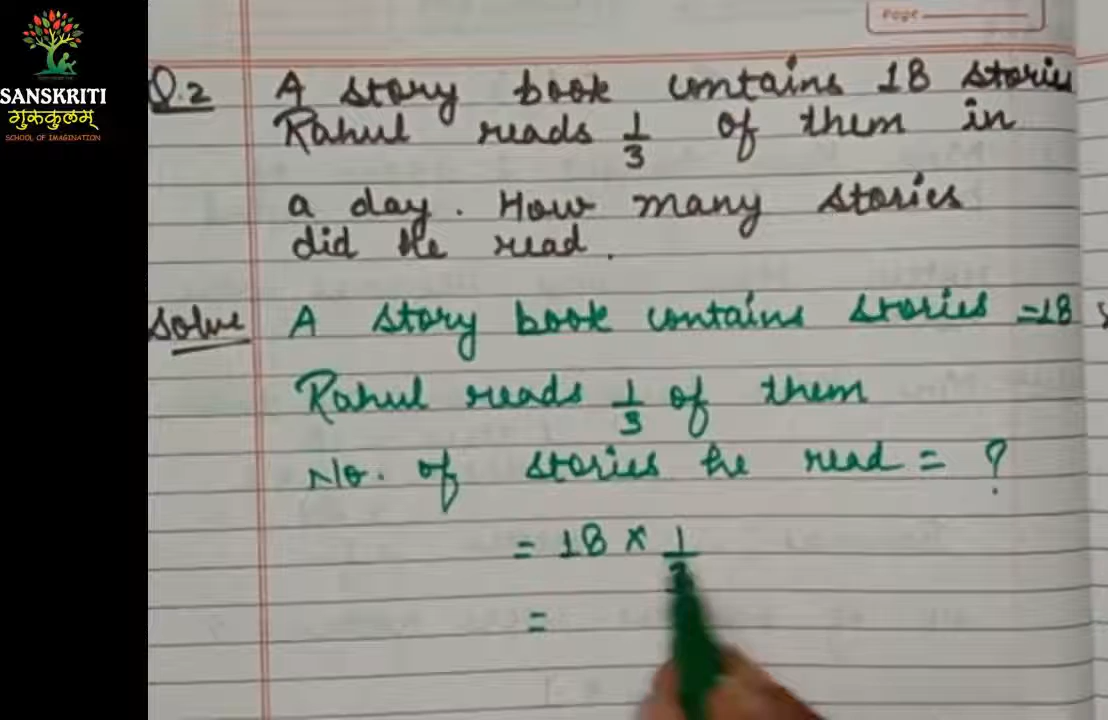 Page
SANSKRITI
गुरुकुलम्
SCHOOL OF IMAGINATION
Q.2 A story book contains 18 stories
Rahul reads 1/3 of them in
a day. How many stories
did he read.
Solve A story book contains stories =18
Rahul reads 1/3 of them
No. of stories he read = ?
= 18 × 1/3
=